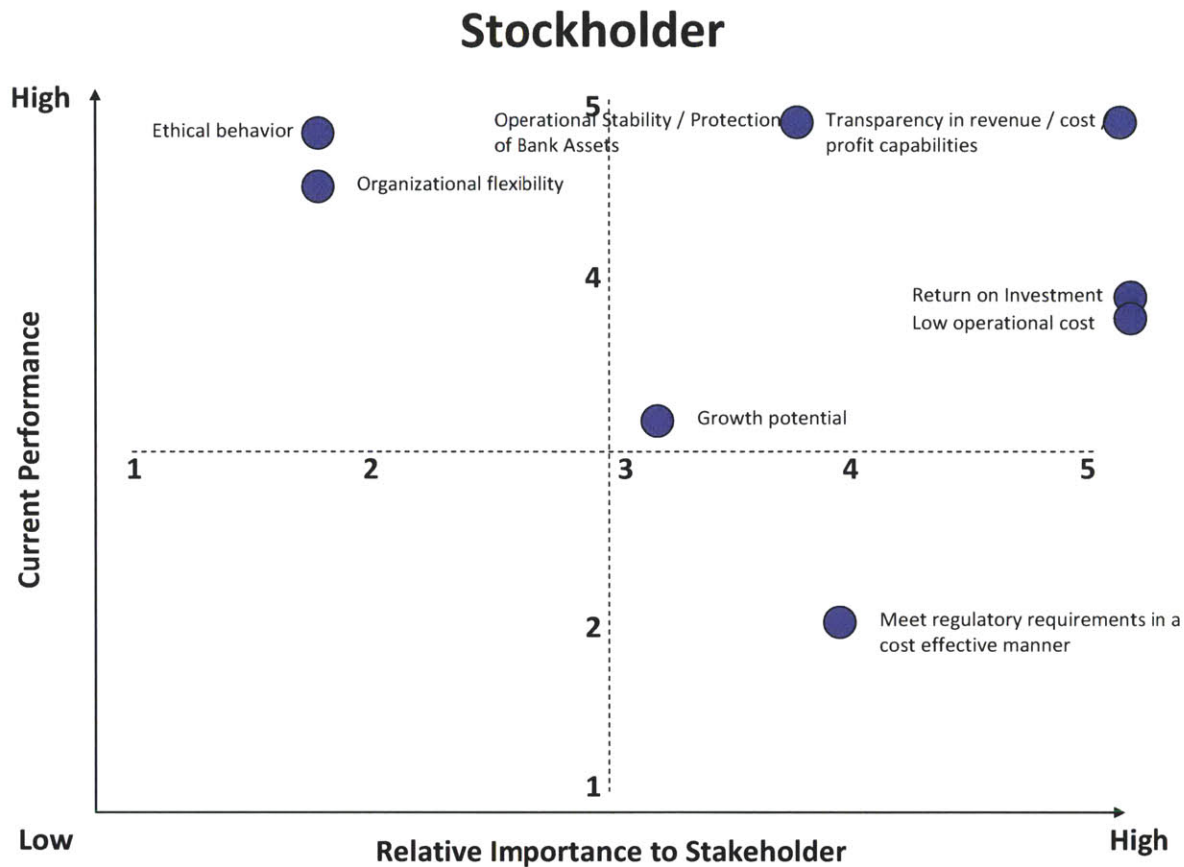 Stockholder
High
5
Ethical behavior
Operational Stability / Protection
of Bank Assets
Transparency in revenue / cost /
profit capabilities
Organizational flexibility
4
Return on Investment
Low operational cost
Current Performance
Growth potential
1
2
3
4
5
2
Meet regulatory requirements in a
cost effective manner
1
Low
Relative Importance to Stakeholder
High